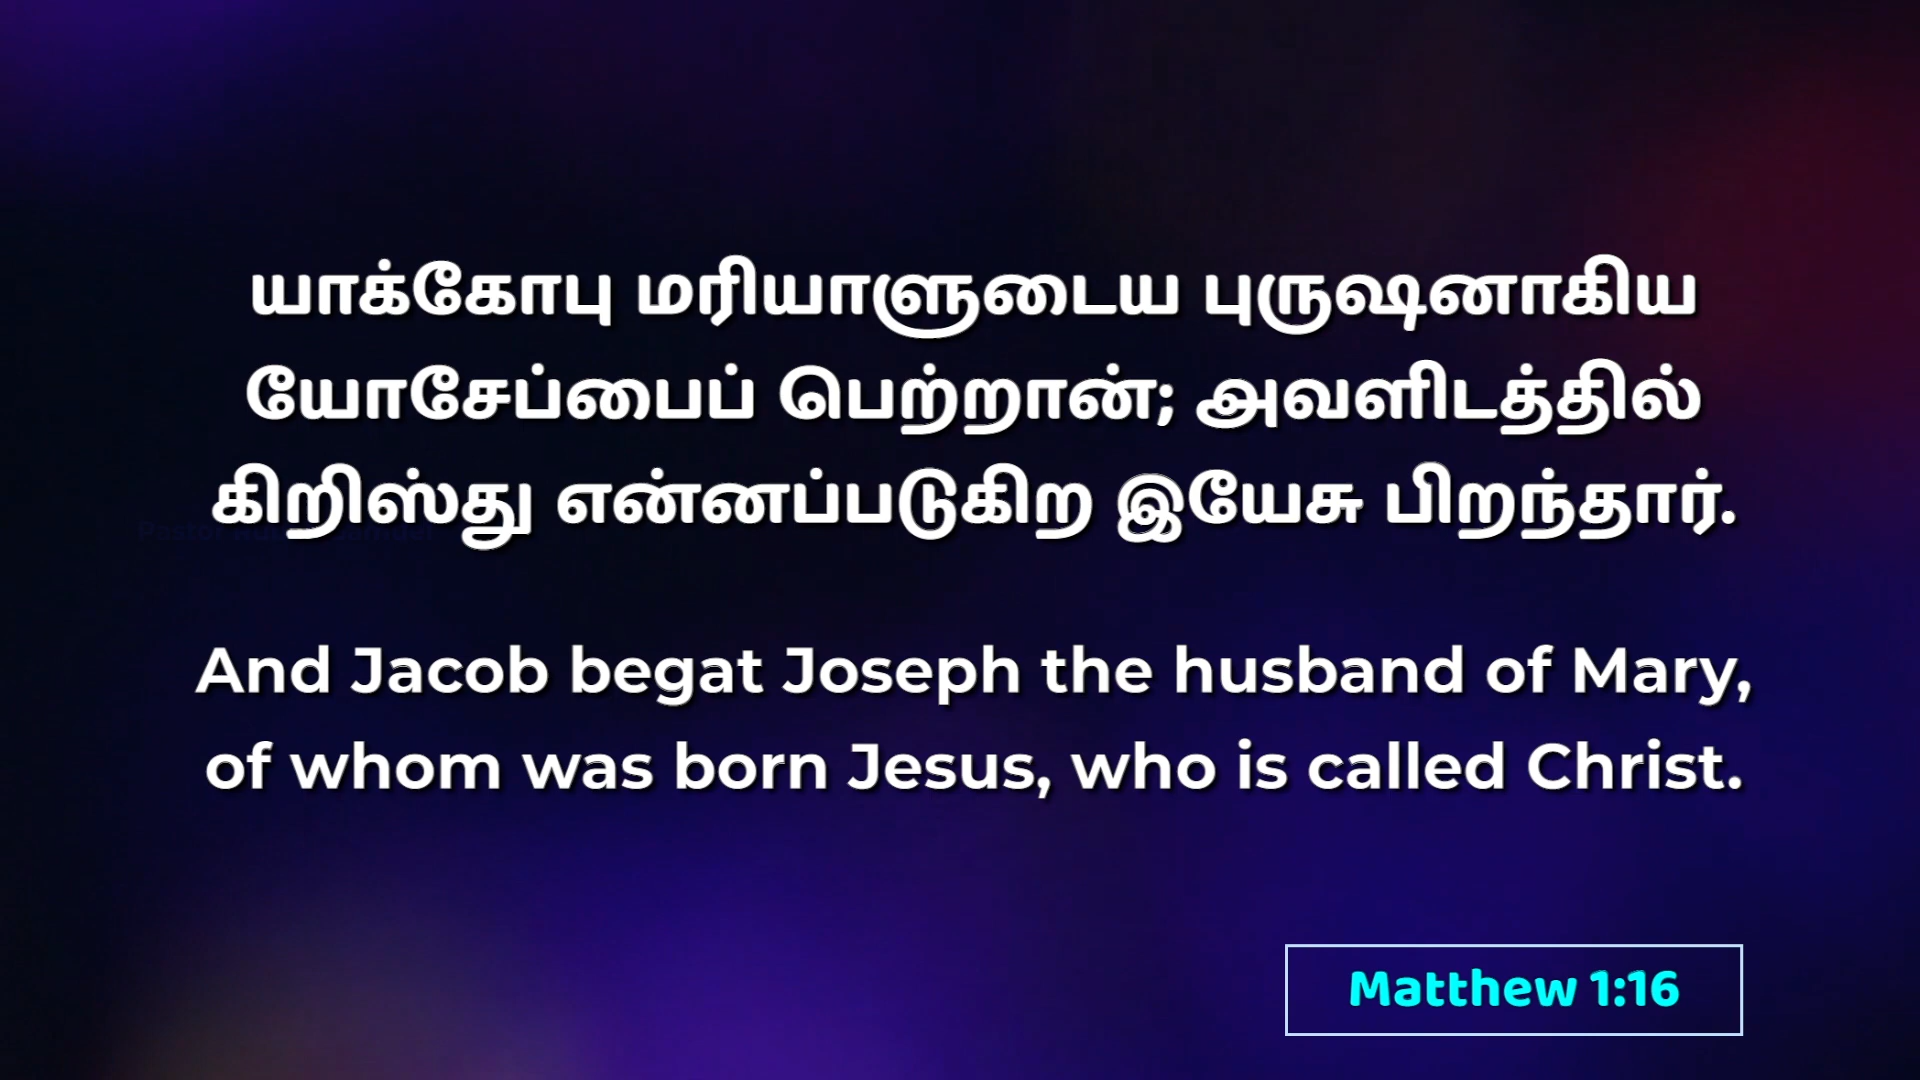 யாக்கோபு மரியாளுடைய புருஷனாகிய
யோசேப்பைப் பெற்றான்; அவளிடத்தில்
கிறிஸ்து என்னப்படுகிற இயேசு பிறந்தார்.
And Jacob begat Joseph the husband of Mary,
of whom was born Jesus, who is called Christ.
Matthew 1:16